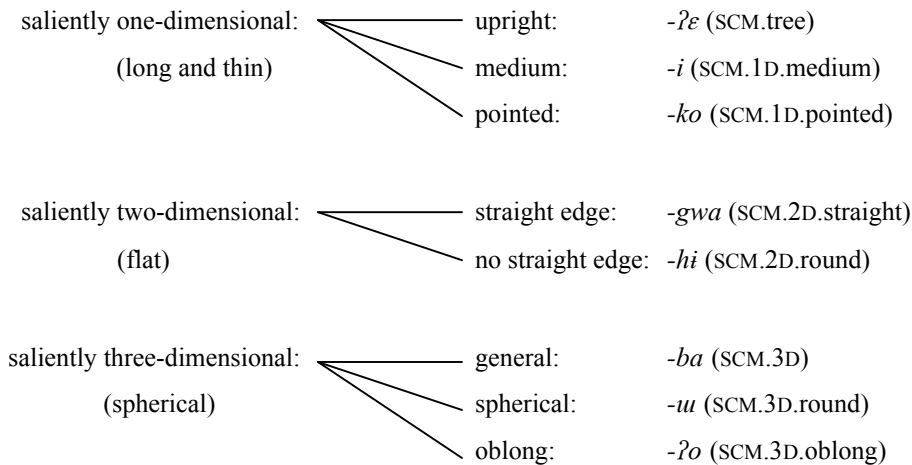 saliently one-dimensional: upright: -ʔɛ (SCM.tree)
(long and thin) medium: -i (SCM.1D.medium)
pointed: -ko (SCM.1D.pointed)
saliently two-dimensional: straight edge: -gwa (SCM.2D.straight)
(flat) no straight edge: -hɨ (SCM.2D.round)
saliently three-dimensional: general: -ba (SCM.3D)
(spherical) spherical: -ɯ (SCM.3D.round)
oblong: -ʔo (SCM.3D.oblong)